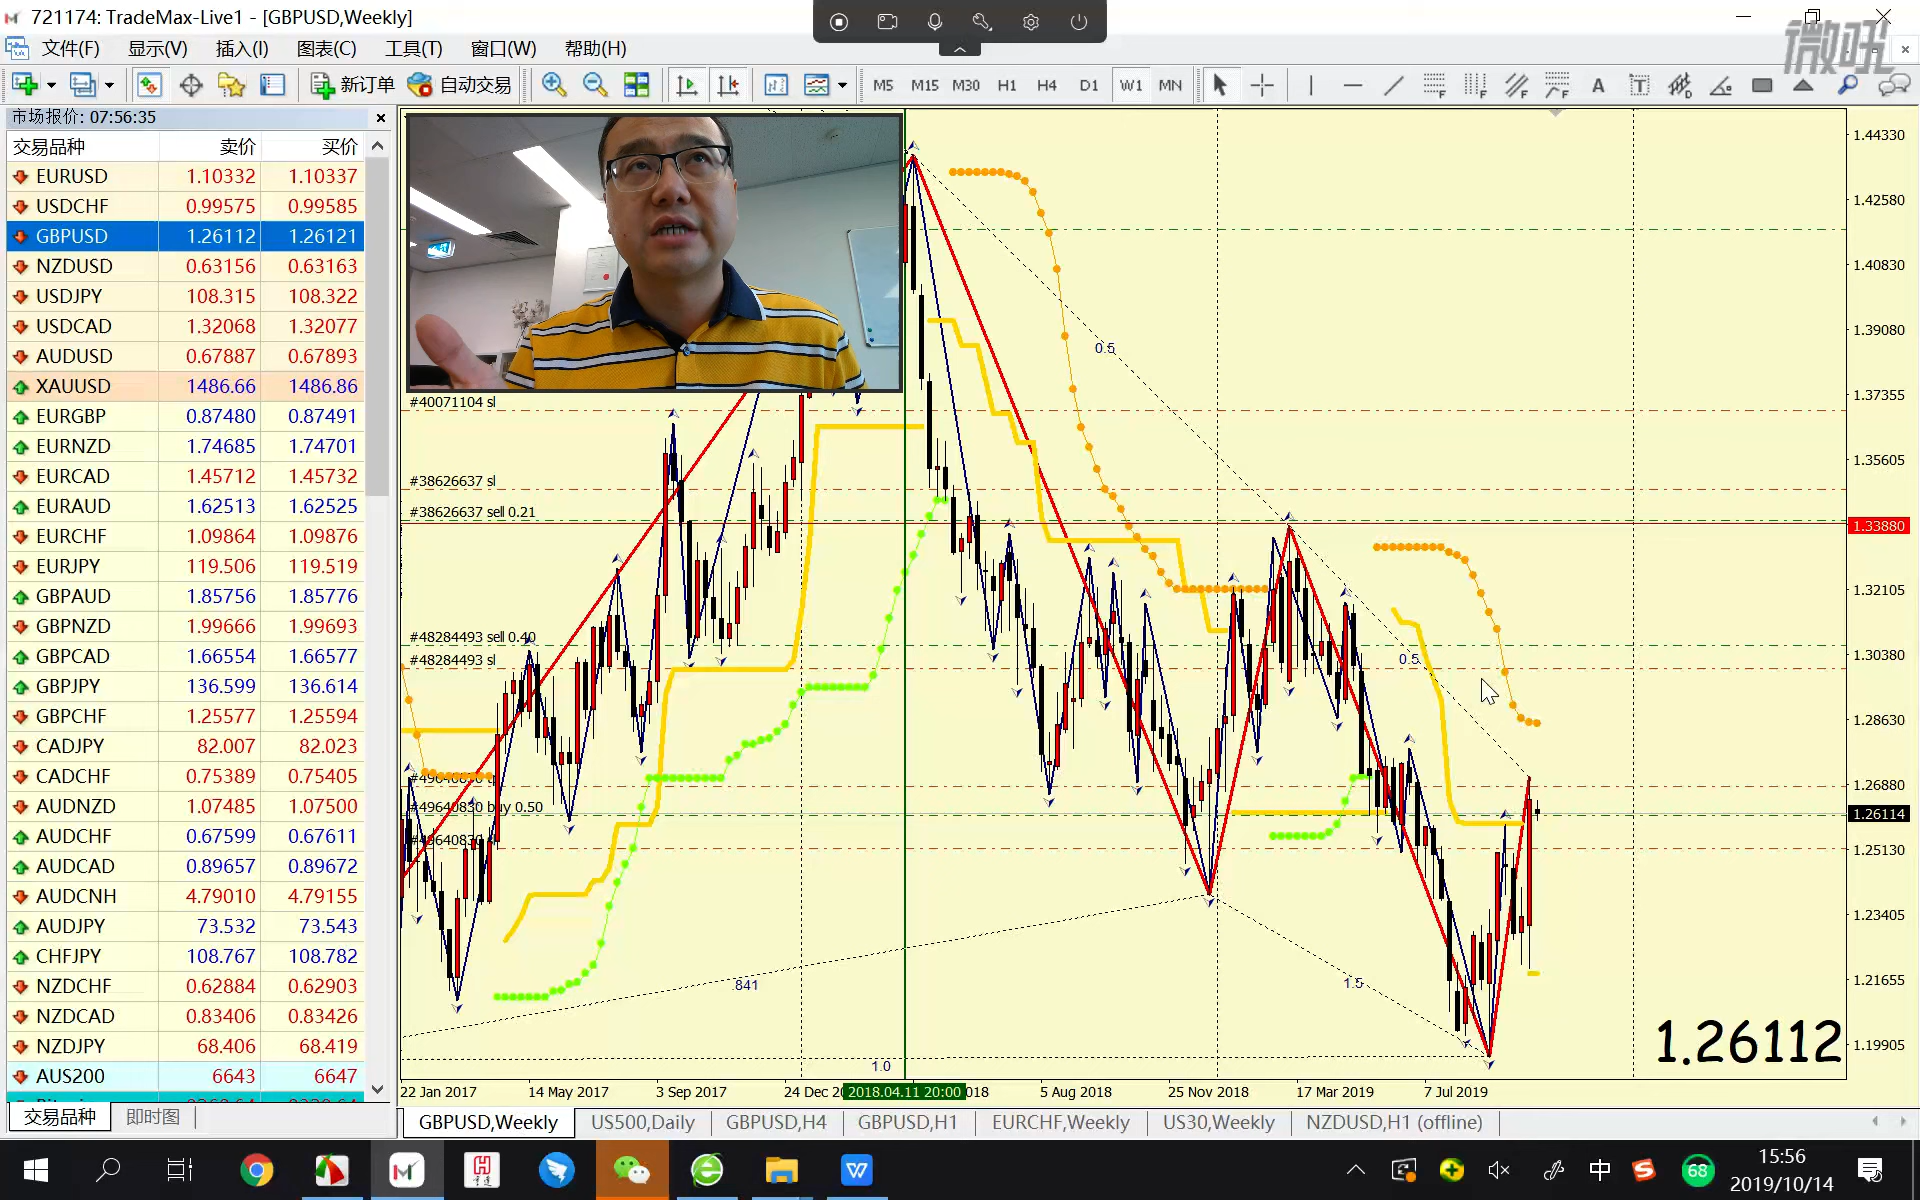 721174: TradeMax-Live1 - [GBPUSD,Weekly]
微吼
文件(F) 显示(V) 插入(I) 图表(C) 工具(T) 窗口(W) 帮助(H)
新订单 自动交易 M5 M15 M30 H1 H4 D1 W1 MN
市场报价: 07:56:35
交易品种 卖价 买价
EURUSD 1.10332 1.10337
USDCHF 0.99575 0.99585
GBPUSD 1.26112 1.26121
NZDUSD 0.63156 0.63163
USDJPY 108.315 108.322
USDCAD 1.32068 1.32077
AUDUSD 0.67887 0.67893
XAUUSD 1486.66 1486.86
EURGBP 0.87480 0.87491
EURNZD 1.74685 1.74701
EURCAD 1.45712 1.45732
EURAUD 1.62513 1.62525
EURCHF 1.09864 1.09876
EURJPY 119.506 119.519
GBPAUD 1.85756 1.85776
GBPNZD 1.99666 1.99693
GBPCAD 1.66554 1.66577
GBPJPY 136.599 136.614
GBPCHF 1.25577 1.25594
CADJPY 82.007 82.023
CADCHF 0.75389 0.75405
AUDNZD 1.07485 1.07500
AUDCHF 0.67599 0.67611
AUDCAD 0.89657 0.89672
AUDCNH 4.79010 4.79155
AUDJPY 73.532 73.543
CHFJPY 108.767 108.782
NZDCHF 0.62884 0.62903
NZDCAD 0.83406 0.83426
NZDJPY 68.406 68.419
AUS200 6643 6647
交易品种 即时图
#40071104 sl
#38626637 sl
#38626637 sell 0.21
#48284493 sell 0.40
#48284493 sl
#49640830
#49640830 buy 0.50
#49640830 sl
0.5
0.5
.841
1.5
1.0
1.44330
1.42580
1.40830
1.39080
1.37355
1.35605
1.33880
1.32105
1.30380
1.28630
1.26880
1.26114
1.25130
1.23405
1.21655
1.19905
1.26112
22 Jan 2017 14 May 2017 3 Sep 2017 24 Dec 2018.04.11 20:00 018 5 Aug 2018 25 Nov 2018 17 Mar 2019 7 Jul 2019
GBPUSD,Weekly US500,Daily GBPUSD,H4 GBPUSD,H1 EURCHF,Weekly US30,Weekly NZDUSD,H1 (offline)
中 68
15:56
2019/10/14